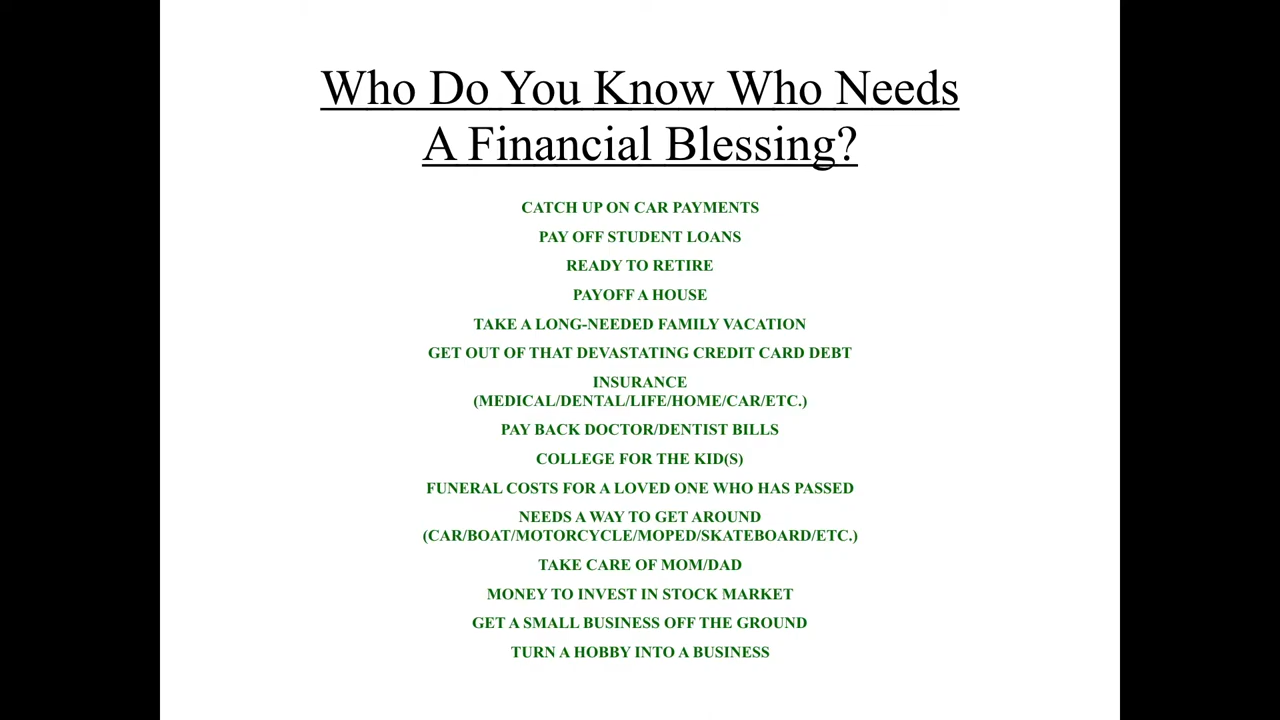 Who Do You Know Who Needs
A Financial Blessing?
CATCH UP ON CAR PAYMENTS
PAY OFF STUDENT LOANS
READY TO RETIRE
PAYOFF A HOUSE
TAKE A LONG-NEEDED FAMILY VACATION
GET OUT OF THAT DEVASTATING CREDIT CARD DEBT
INSURANCE
(MEDICAL/DENTAL/LIFE/HOME/CAR/ETC.)
PAY BACK DOCTOR/DENTIST BILLS
COLLEGE FOR THE KID(S)
FUNERAL COSTS FOR A LOVED ONE WHO HAS PASSED
NEEDS A WAY TO GET AROUND
(CAR/BOAT/MOTORCYCLE/MOPED/SKATEBOARD/ETC.)
TAKE CARE OF MOM/DAD
MONEY TO INVEST IN STOCK MARKET
GET A SMALL BUSINESS OFF THE GROUND
TURN A HOBBY INTO A BUSINESS